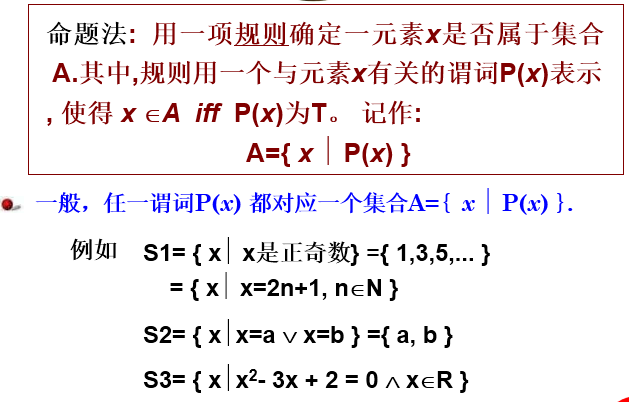 命题法: 用一项规则确定一元素x是否属于集合
A.其中,规则用一个与元素x有关的谓词P(x)表示
, 使得 x ∈A iff P(x)为T。 记作:
A={ x│P(x) }
一般，任一谓词P(x) 都对应一个集合A={ x│P(x) }.
例如 S1= { x│ x是正奇数} ={ 1,3,5,... }
= { x│ x=2n+1, n∈N }
S2= { x│x=a ∨ x=b } ={ a, b }
S3= { x│x²- 3x + 2 = 0 ∧ x∈R }